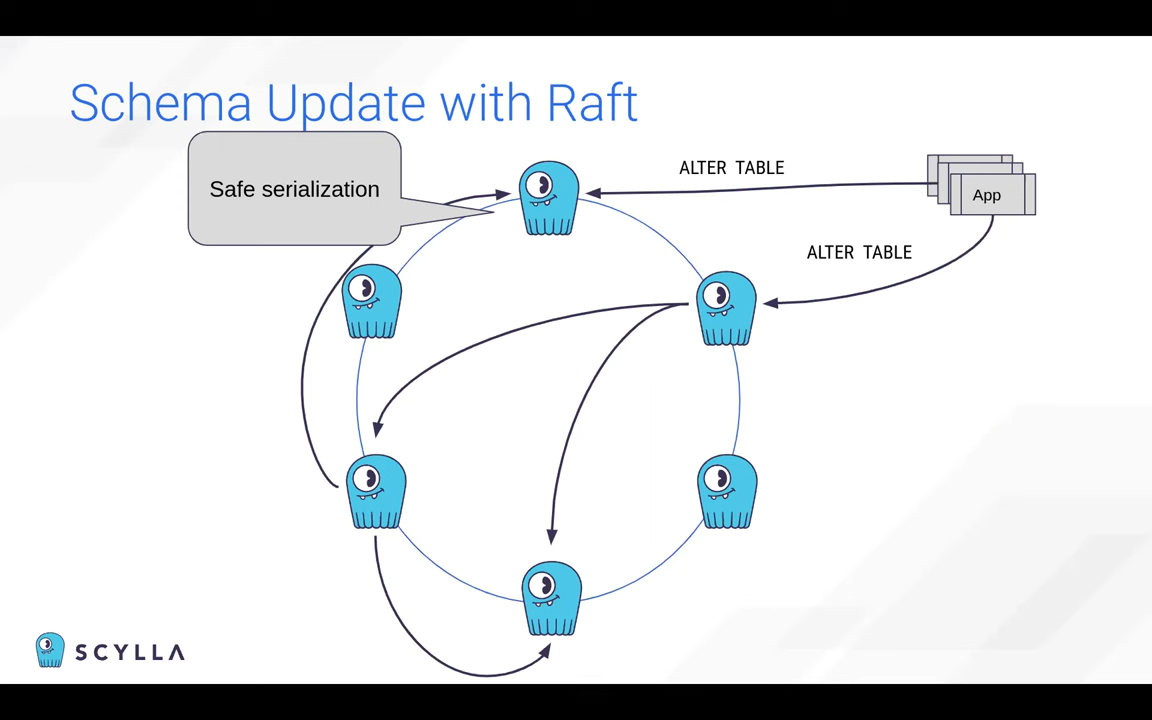 Schema Update with Raft
Safe serialization
ALTER TABLE
App
ALTER TABLE
SCYLLA